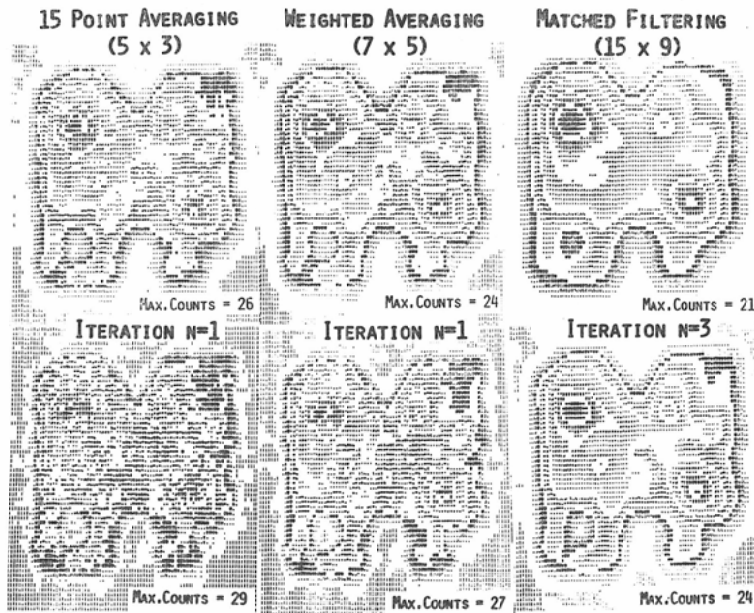 15 POINT AVERAGING
(5 x 3)
WEIGHTED AVERAGING
(7 x 5)
MATCHED FILTERING
(15 x 9)
MAX.COUNTS = 26
MAX.COUNTS = 24
MAX.COUNTS = 21
ITERATION N=1
ITERATION N=1
ITERATION N=3
MAX.COUNTS = 29
MAX.COUNTS = 27
MAX.COUNTS =